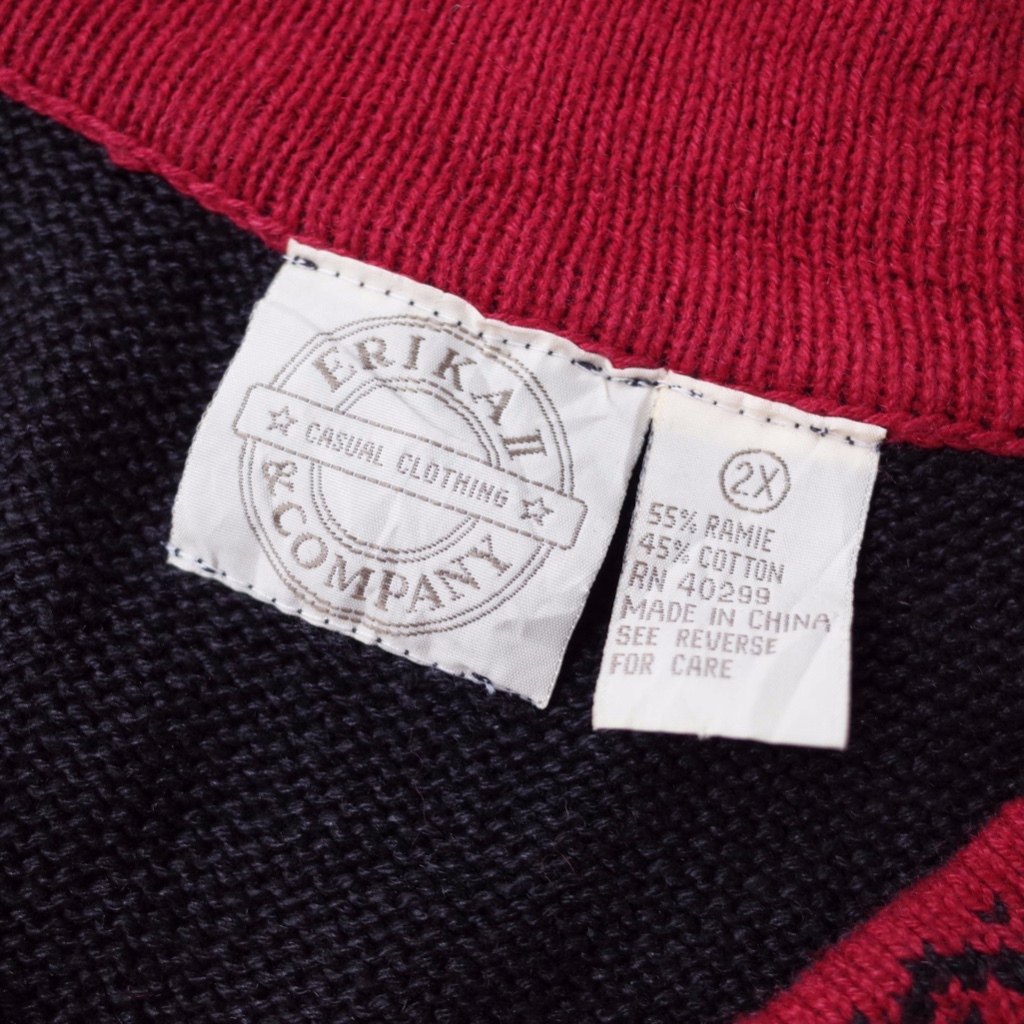 ERIKA II
☆ CASUAL CLOTHING ☆
& COMPANY
2X
55% RAMIE
45% COTTON
RN 40299
MADE IN CHINA
SEE REVERSE
FOR CARE